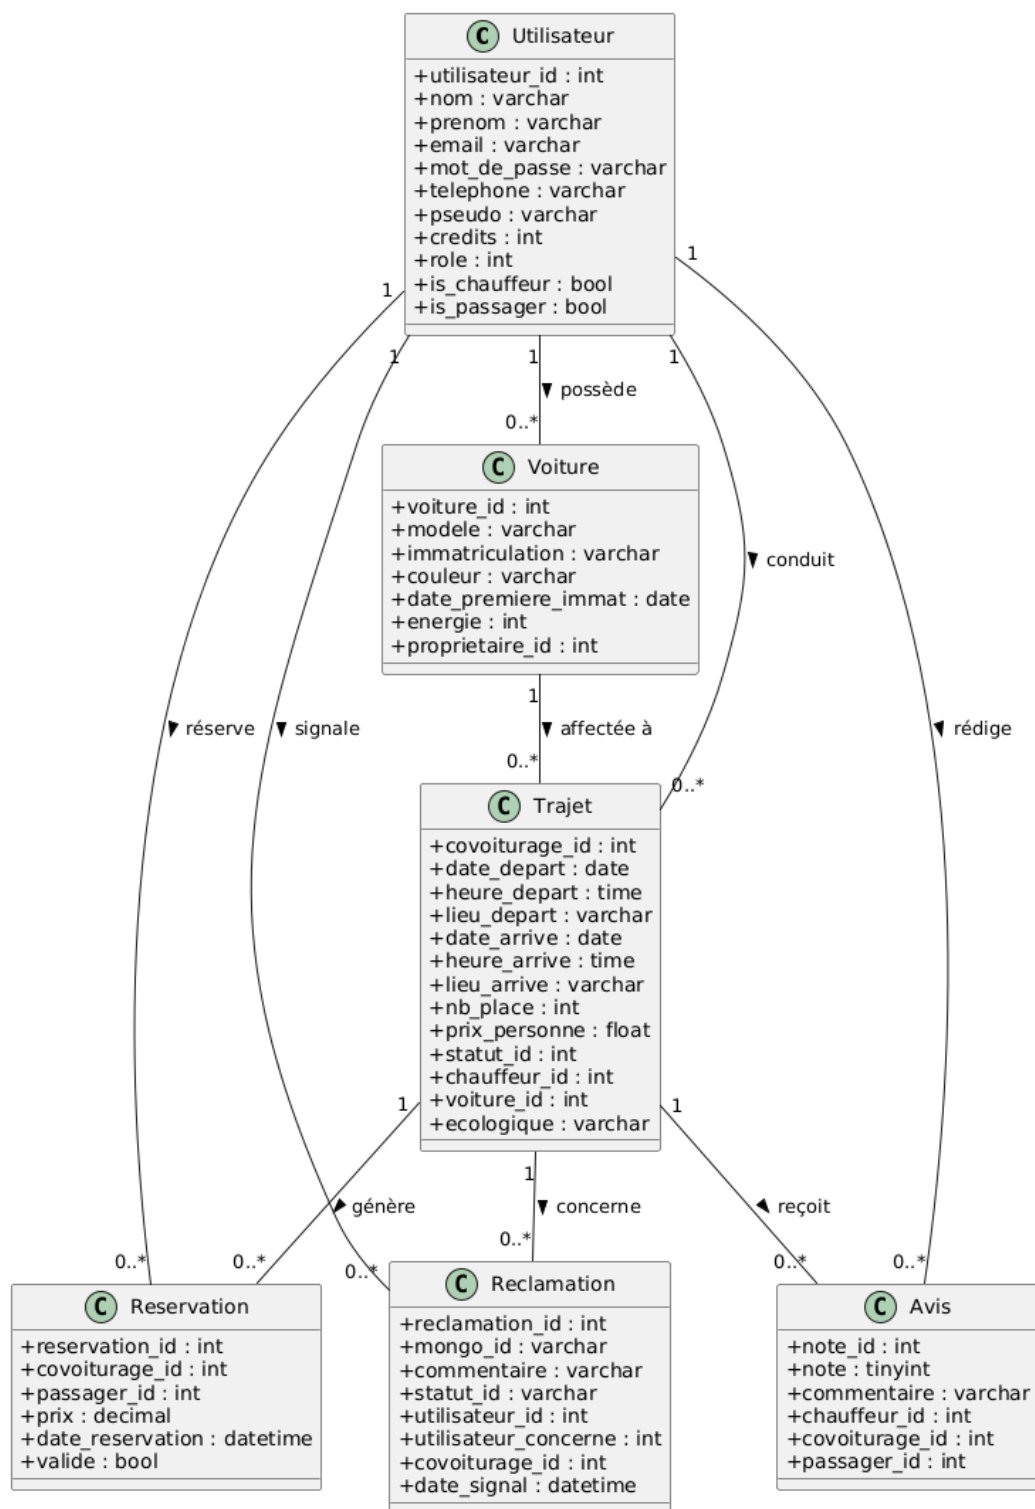 C Utilisateur
+utilisateur_id : int
+nom : varchar
+prenom : varchar
+email : varchar
+mot_de_passe : varchar
+telephone : varchar
+pseudo : varchar
+credits : int
+role : int
+is_chauffeur : bool
+is_passager : bool
1
1
1
1
1
possède
0..*
C Voiture
+voiture_id : int
+modele : varchar
+immatriculation : varchar
+couleur : varchar
+date_premiere_immat : date
+energie : int
+proprietaire_id : int
conduit
1
réserve
signale
affectée à
rédige
0..*
0..*
C Trajet
+covoiturage_id : int
+date_depart : date
+heure_depart : time
+lieu_depart : varchar
+date_arrive : date
+heure_arrive : time
+lieu_arrive : varchar
+nb_place : int
+prix_personne : float
+statut_id : int
+chauffeur_id : int
+voiture_id : int
+ecologique : varchar
1
1
1
génère
concerne
reçoit
0..*
0..*
0..*
0..*
0..*
0..*
C Reservation
+reservation_id : int
+covoiturage_id : int
+passager_id : int
+prix : decimal
+date_reservation : datetime
+valide : bool
C Reclamation
+reclamation_id : int
+mongo_id : varchar
+commentaire : varchar
+statut_id : varchar
+utilisateur_id : int
+utilisateur_concerne : int
+covoiturage_id : int
+date_signal : datetime
C Avis
+note_id : int
+note : tinyint
+commentaire : varchar
+chauffeur_id : int
+covoiturage_id : int
+passager_id : int